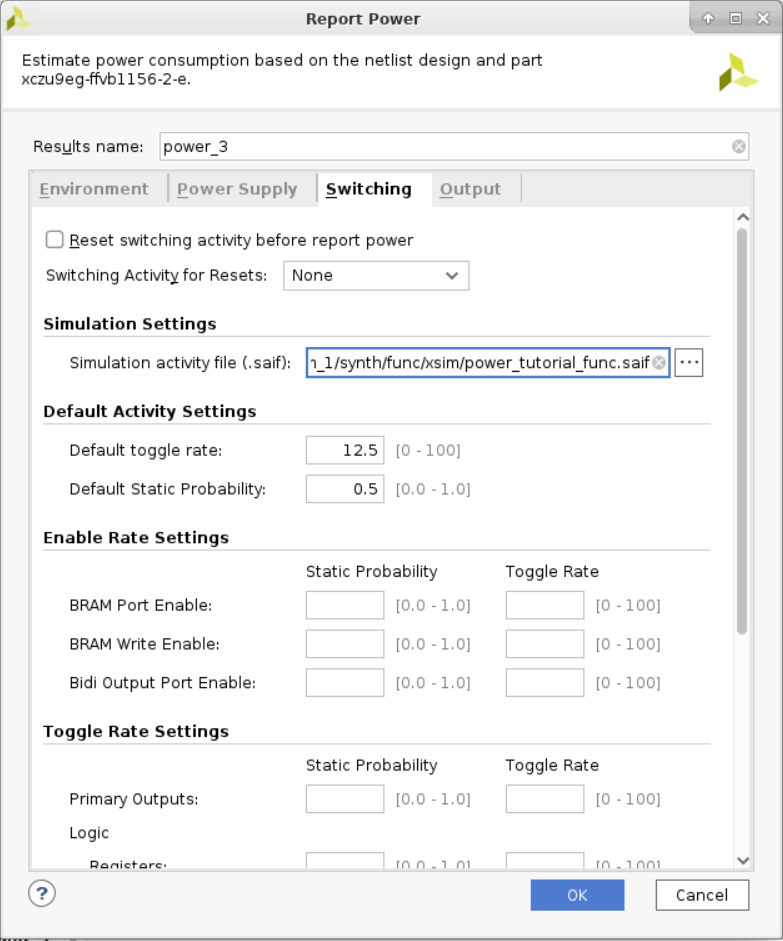 Report Power
Estimate power consumption based on the netlist design and part
xczu9eg-ffvb1156-2-e.
Results name: power_3
Environment Power Supply Switching Output
Reset switching activity before report power
Switching Activity for Resets: None
Simulation Settings
Simulation activity file (.saif): _1/synth/func/xsim/power_tutorial_func.saif ...
Default Activity Settings
Default toggle rate: 12.5 [0 - 100]
Default Static Probability: 0.5 [0.0 - 1.0]
Enable Rate Settings
Static Probability Toggle Rate
BRAM Port Enable: [0.0 - 1.0] [0 - 100]
BRAM Write Enable: [0.0 - 1.0] [0 - 100]
Bidi Output Port Enable: [0.0 - 1.0] [0 - 100]
Toggle Rate Settings
Static Probability Toggle Rate
Primary Outputs: [0.0 - 1.0] [0 - 100]
Logic
Registers: [0.0 - 1.0] [0 - 100]
? OK Cancel